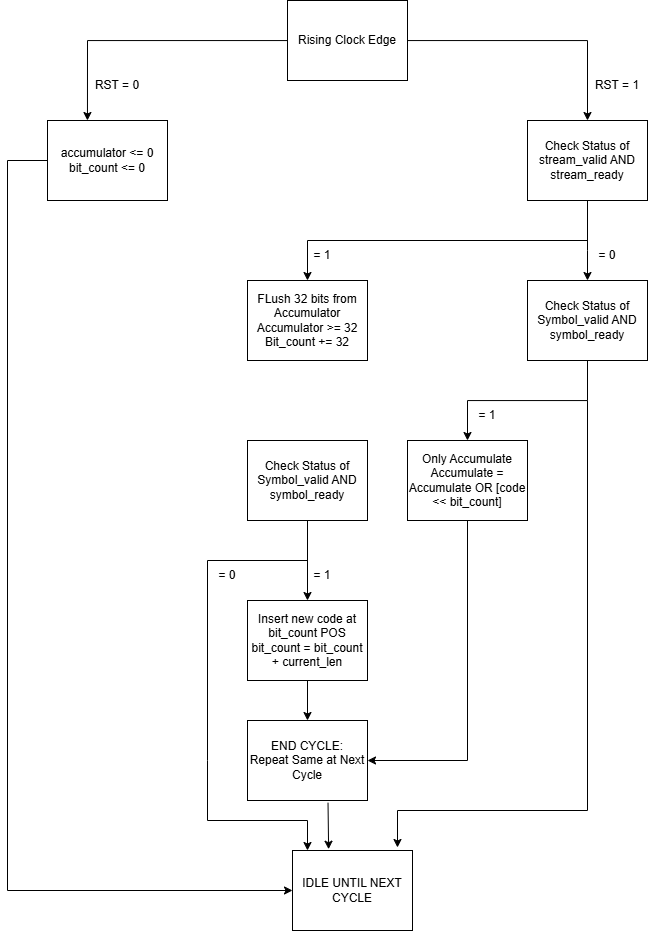 Rising Clock Edge
RST = 0
RST = 1
accumulator <= 0
bit_count <= 0
Check Status of
stream_valid AND
stream_ready
= 1
= 0
FLush 32 bits from
Accumulator
Accumulator >= 32
Bit_count += 32
Check Status of
Symbol_valid AND
symbol_ready
= 1
Check Status of
Symbol_valid AND
symbol_ready
Only Accumulate
Accumulate =
Accumulate OR [code
<< bit_count]
= 0
= 1
Insert new code at
bit_count POS
bit_count = bit_count
+ current_len
END CYCLE:
Repeat Same at Next
Cycle
IDLE UNTIL NEXT
CYCLE